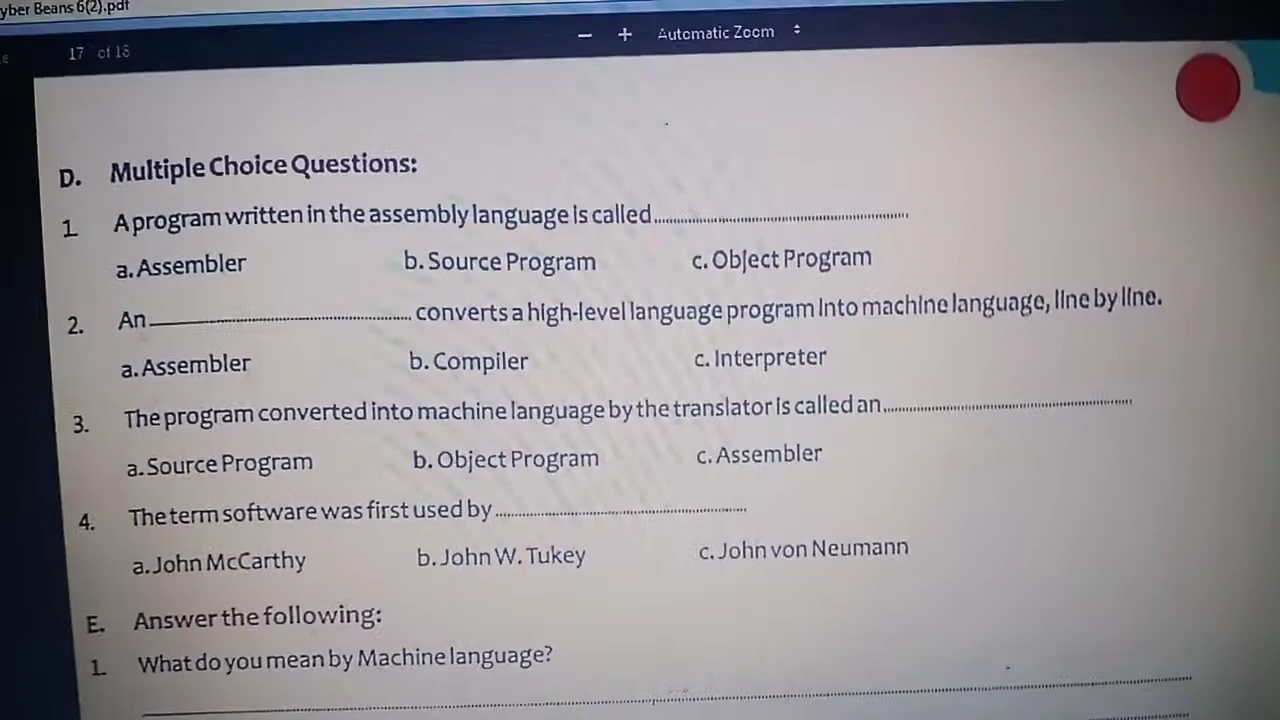 yber Beans 6(2).pdf
17 of 18
− + Automatic Zoom
D. Multiple Choice Questions:
1. A program written in the assembly language is called..............................
a. Assembler b. Source Program c. Object Program
2. An.............................. converts a high-level language program into machine language, line by line.
a. Assembler b. Compiler c. Interpreter
3. The program converted into machine language by the translator is called an..............................
a. Source Program b. Object Program c. Assembler
4. The term software was first used by..............................
a. John McCarthy b. John W. Tukey c. John von Neumann
E. Answer the following:
1. What do you mean by Machine language?